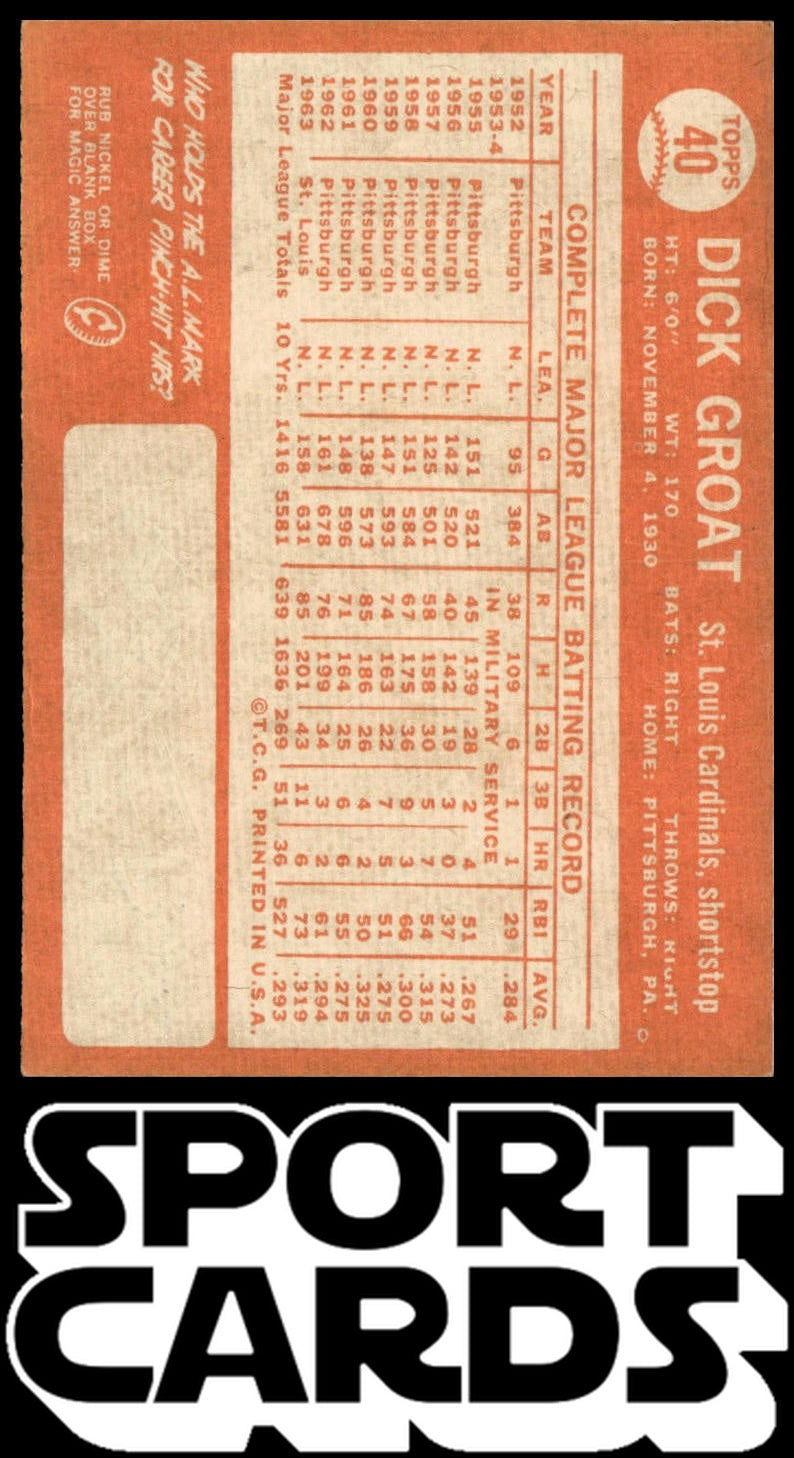 TOPPS
40
DICK GROAT St. Louis Cardinals, shortstop
HT: 6'0" WT: 170 BATS: RIGHT THROWS: RIGHT
BORN: NOVEMBER 4, 1930 HOME: PITTSBURGH, PA.
COMPLETE MAJOR LEAGUE BATTING RECORD
YEAR TEAM LEA. G AB R H 2B 3B HR RBI AVG.
1952 Pittsburgh N. L. 95 384 38 109 6 1 1 29 .284
1953-4 IN MILITARY SERVICE
1955 Pittsburgh N. L. 151 521 45 139 28 2 4 51 .267
1956 Pittsburgh N. L. 142 520 40 142 19 3 0 37 .273
1957 Pittsburgh N. L. 125 501 58 158 30 5 7 54 .315
1958 Pittsburgh N. L. 151 584 67 175 36 9 3 66 .300
1959 Pittsburgh N. L. 147 593 74 163 22 7 5 51 .275
1960 Pittsburgh N. L. 138 573 85 186 26 4 2 50 .325
1961 Pittsburgh N. L. 148 596 71 164 25 6 6 55 .275
1962 Pittsburgh N. L. 161 678 76 199 34 3 2 61 .294
1963 St. Louis N. L. 158 631 85 201 43 11 6 73 .319
Major League Totals 10 Yrs. 1416 5581 639 1636 269 51 36 527 .293
©T.C.G. PRINTED IN U.S.A.
WHO HOLDS THE A.L. MARK
FOR CAREER PINCH-HIT HRS?
RUB NICKEL OR DIME
OVER BLANK BOX
FOR MAGIC ANSWER
SPORT
CARDS